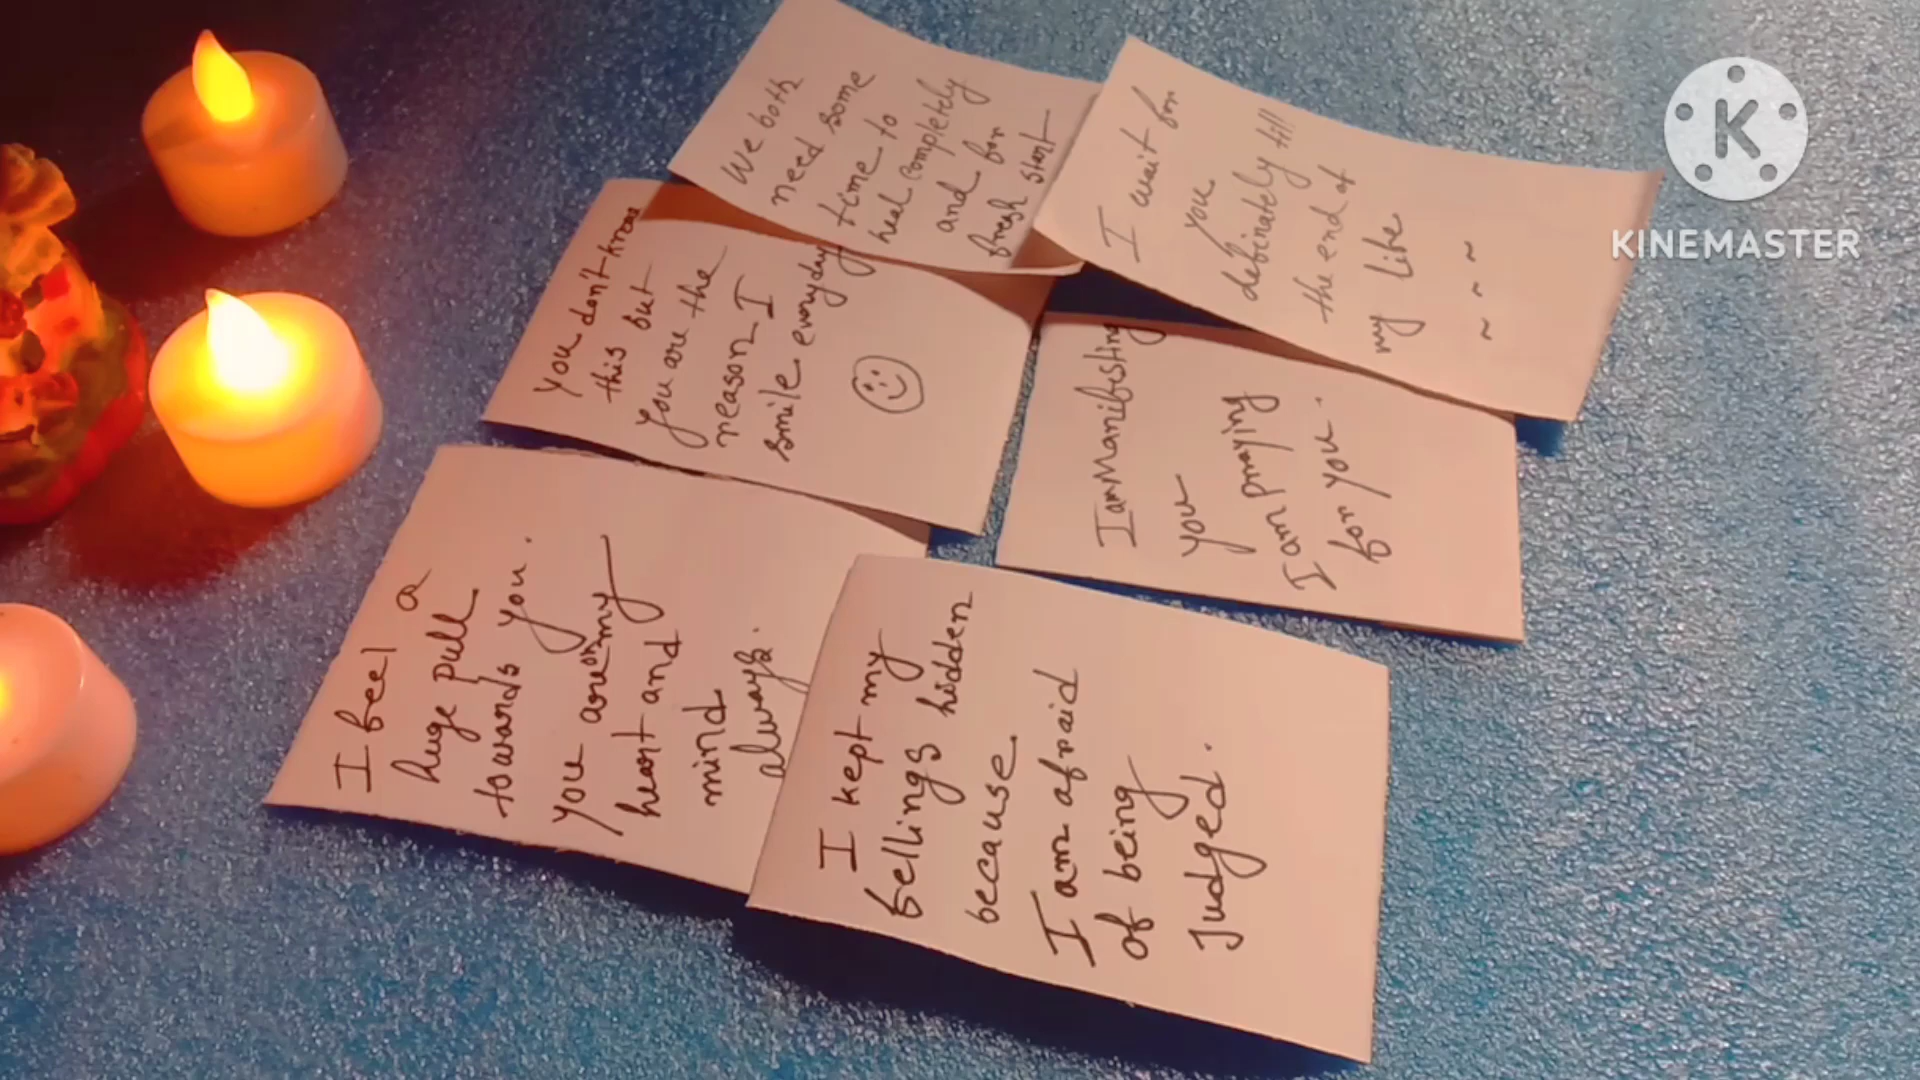 We both
need some
time to
heal completely
and for
fresh start
I wait for
you
definately till
the end of
my life
~ ~ ~
You don't know
this but
you are the
reason I
smile everyday
I am Manifesting
you
I am praying
for you.
I feel a
huge pull
towards you.
You are on my
heart and
mind
always.
I kept my
fellings hidden
because
I am afraid
of being
Judged.
K
KINEMASTER